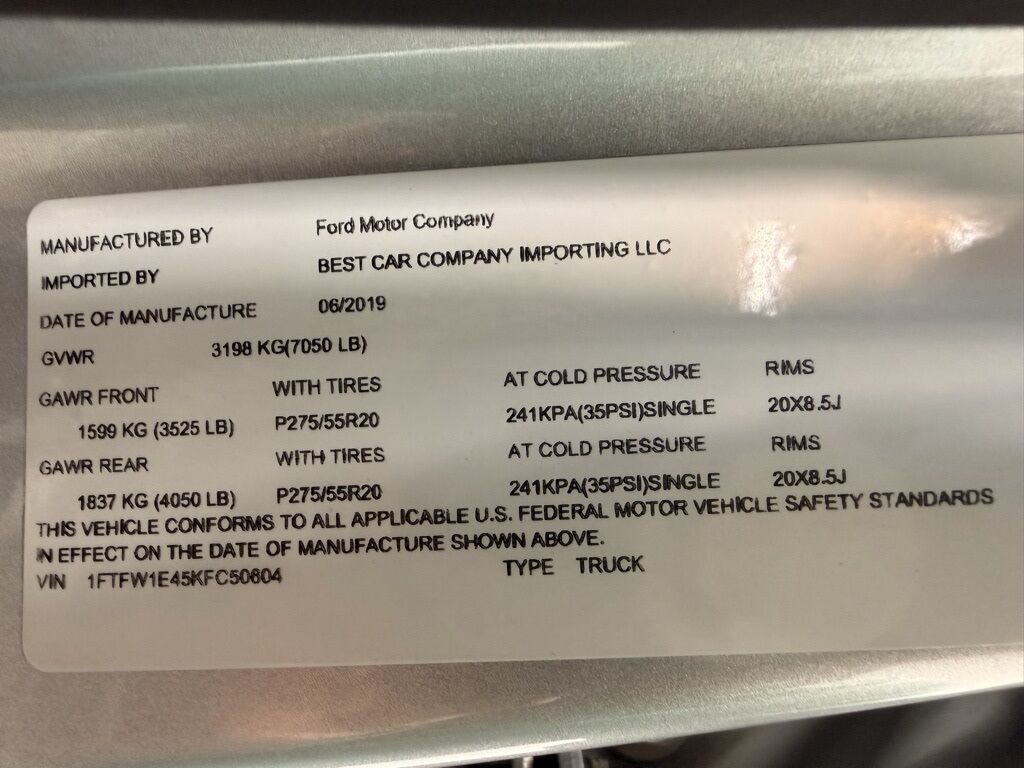 MANUFACTURED BY Ford Motor Company
IMPORTED BY BEST CAR COMPANY IMPORTING LLC
DATE OF MANUFACTURE 06/2019
GVWR 3198 KG(7050 LB)
GAWR FRONT WITH TIRES AT COLD PRESSURE RIMS
1599 KG (3525 LB) P275/55R20 241KPA(35PSI)SINGLE 20X8.5J
GAWR REAR WITH TIRES AT COLD PRESSURE RIMS
1837 KG (4050 LB) P275/55R20 241KPA(35PSI)SINGLE 20X8.5J
THIS VEHICLE CONFORMS TO ALL APPLICABLE U.S. FEDERAL MOTOR VEHICLE SAFETY STANDARDS
IN EFFECT ON THE DATE OF MANUFACTURE SHOWN ABOVE.
VIN 1FTFW1E45KFC50604 TYPE TRUCK